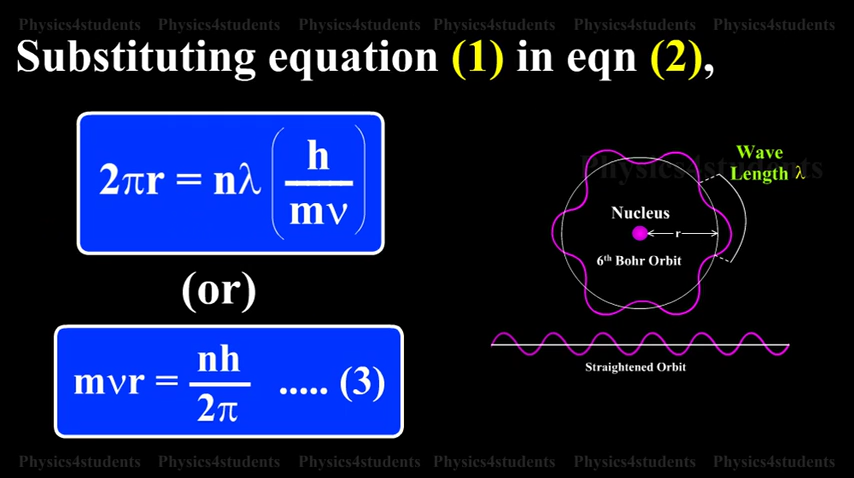 Physics4students Physics4students Physics4students Physics4students Physics4students Physics4students
Substituting equation (1) in eqn (2),
2πr = nλ (h/mν)
(or)
mνr = nh/2π ..... (3)
Physics4students
Wave
Length λ
Nucleus
r
6th Bohr Orbit
Straightened Orbit
Physics4students Physics4students Physics4students Physics4students Physics4students Physics4students